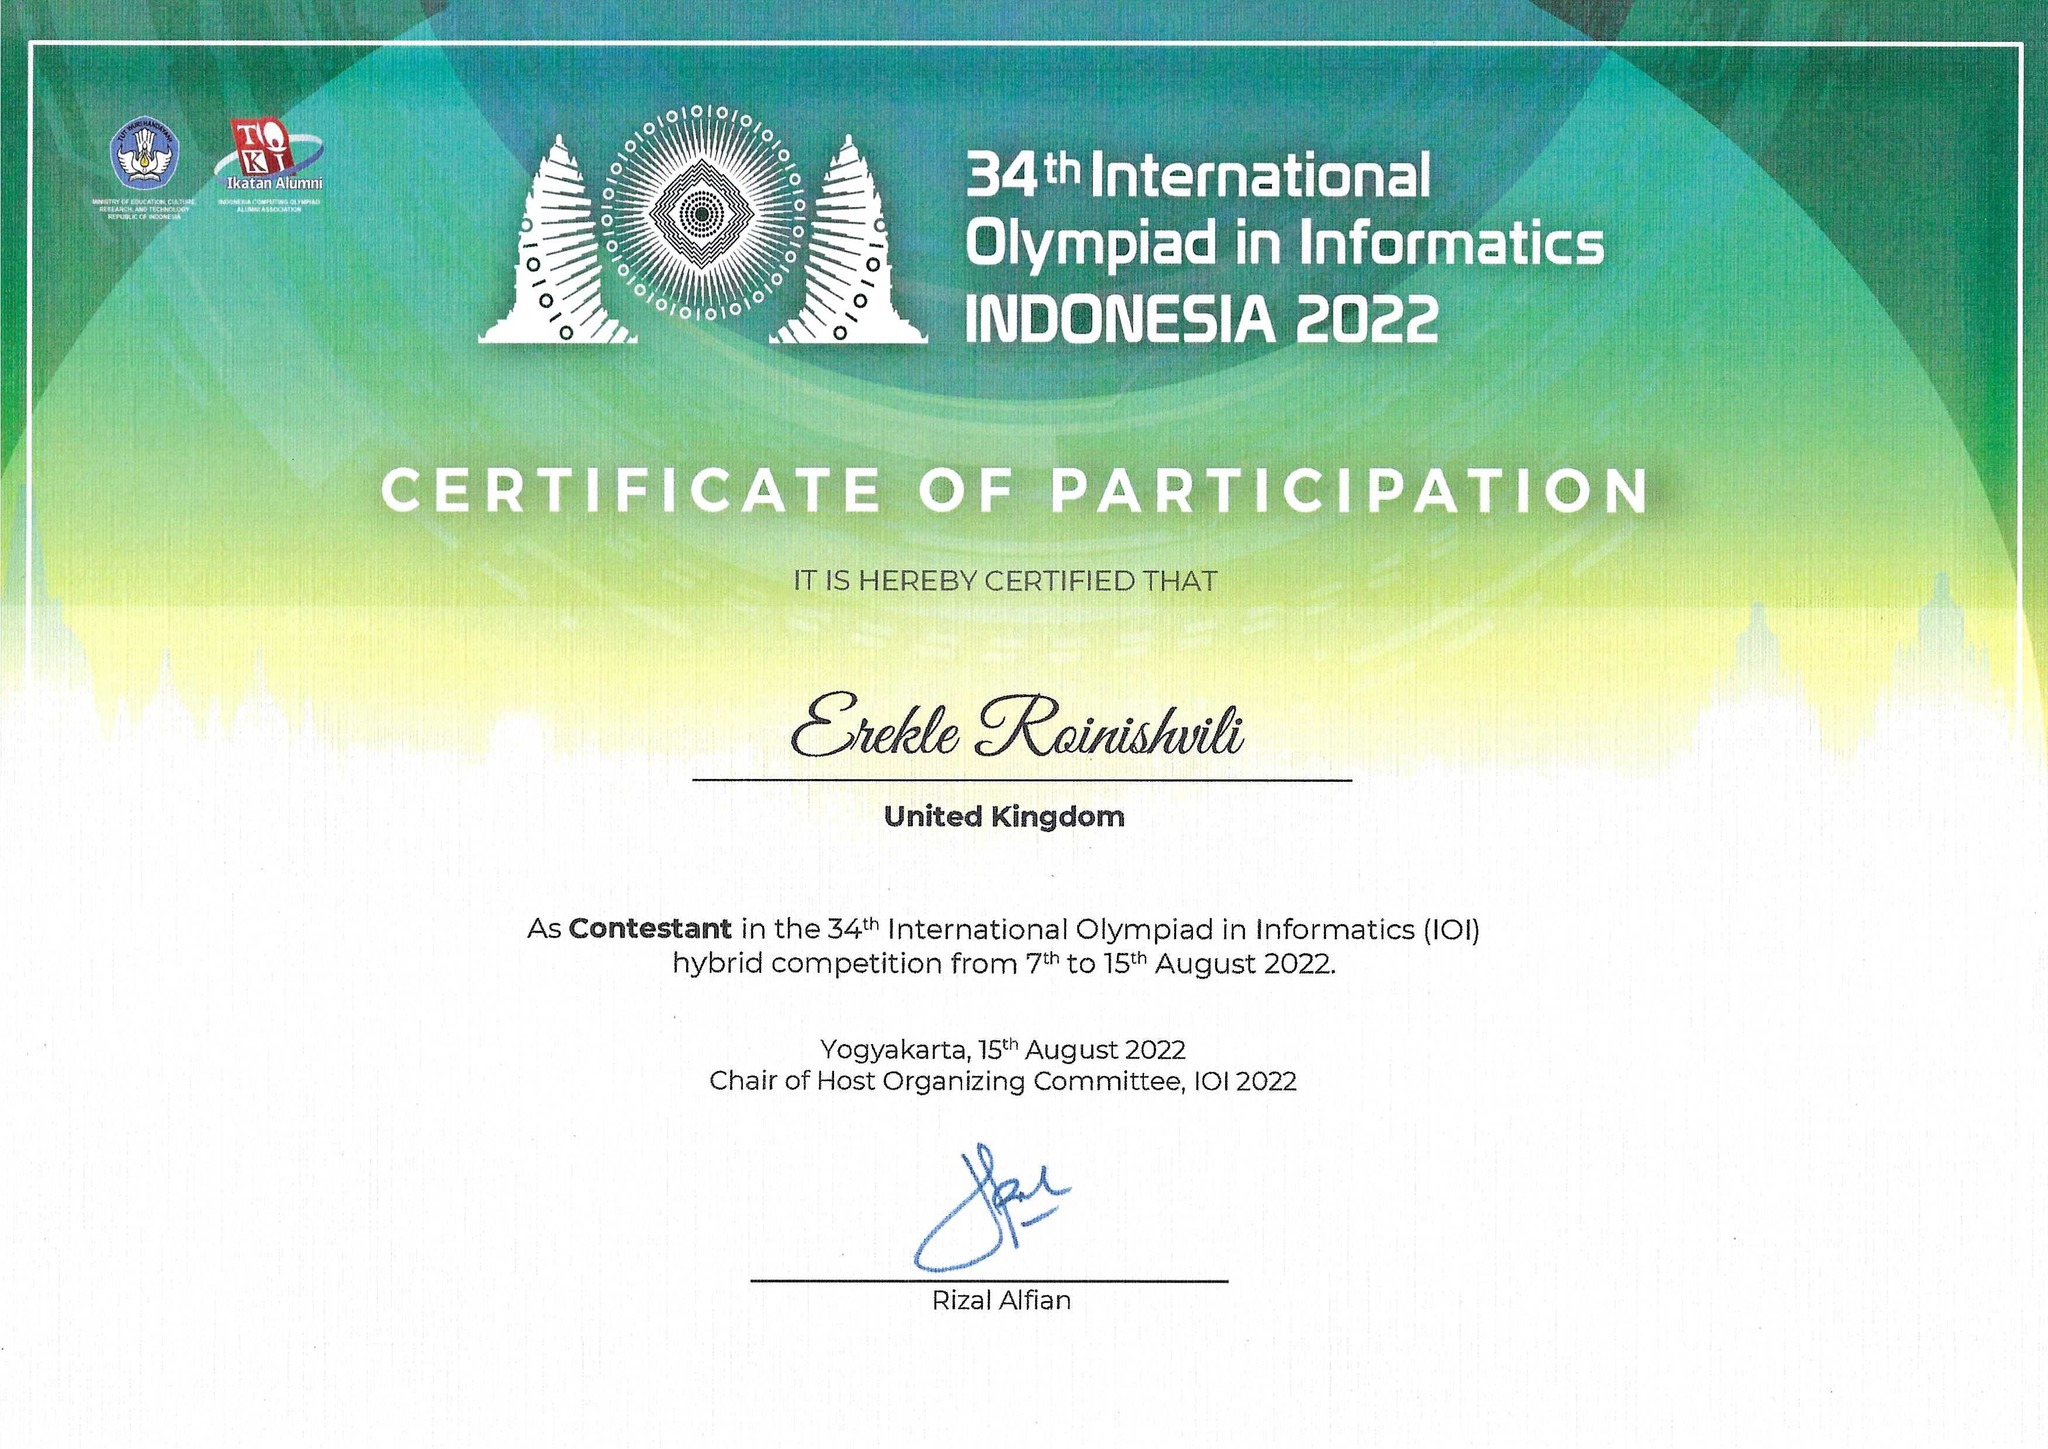 TUT WURI HANDAYANI
MINISTRY OF EDUCATION, CULTURE,
RESEARCH, AND TECHNOLOGY
REPUBLIC OF INDONESIA
TOKI
Ikatan Alumni
INDONESIA COMPUTING OLYMPIAD
ALUMNI ASSOCIATION
34th International
Olympiad in Informatics
INDONESIA 2022
CERTIFICATE OF PARTICIPATION
IT IS HEREBY CERTIFIED THAT
Erekle Roinishvili
United Kingdom
As Contestant in the 34th International Olympiad in Informatics (IOI)
hybrid competition from 7th to 15th August 2022.
Yogyakarta, 15th August 2022
Chair of Host Organizing Committee, IOI 2022
Rizal Alfian